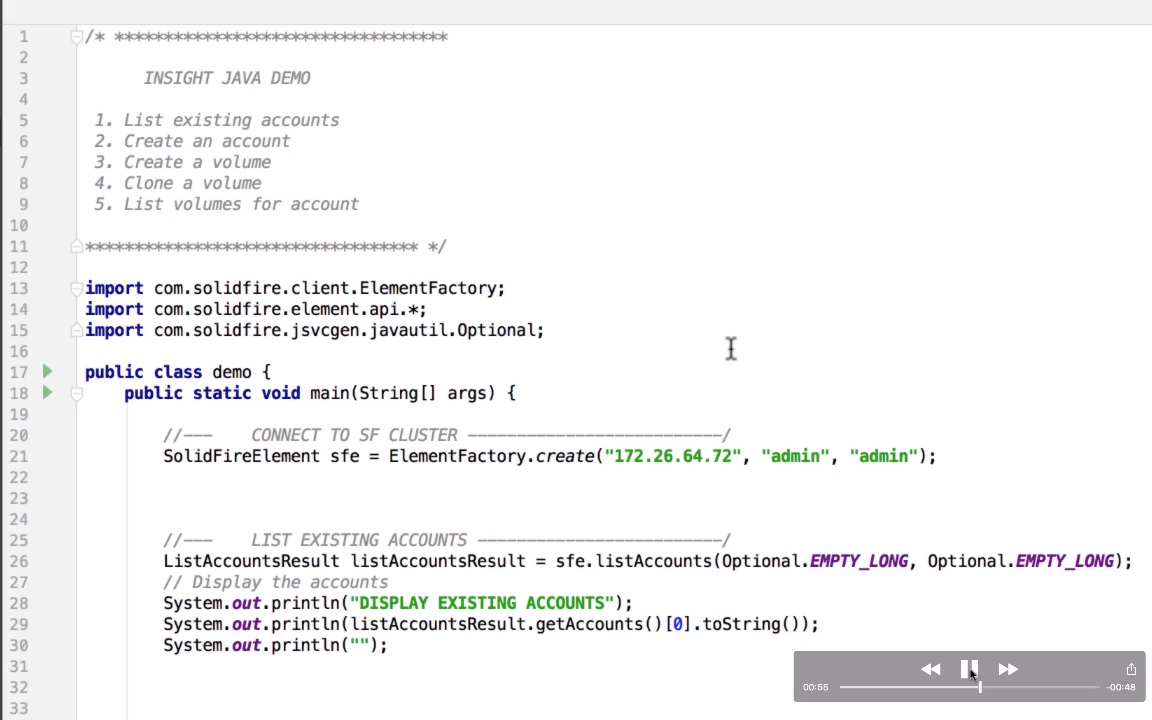 1 /* **********************************
2
3 INSIGHT JAVA DEMO
4
5 1. List existing accounts
6 2. Create an account
7 3. Create a volume
8 4. Clone a volume
9 5. List volumes for account
10
11 ********************************** */
12
13 import com.solidfire.client.ElementFactory;
14 import com.solidfire.element.api.*;
15 import com.solidfire.jsvcgen.javautil.Optional;
16
17 public class demo {
18 public static void main(String[] args) {
19
20 //--- CONNECT TO SF CLUSTER --------------------------/
21 SolidFireElement sfe = ElementFactory.create("172.26.64.72", "admin", "admin");
22
23
24
25 //--- LIST EXISTING ACCOUNTS -------------------------/
26 ListAccountsResult listAccountsResult = sfe.listAccounts(Optional.EMPTY_LONG, Optional.EMPTY_LONG);
27 // Display the accounts
28 System.out.println("DISPLAY EXISTING ACCOUNTS");
29 System.out.println(listAccountsResult.getAccounts()[0].toString());
30 System.out.println("");
31
32
33
00:55 -00:48